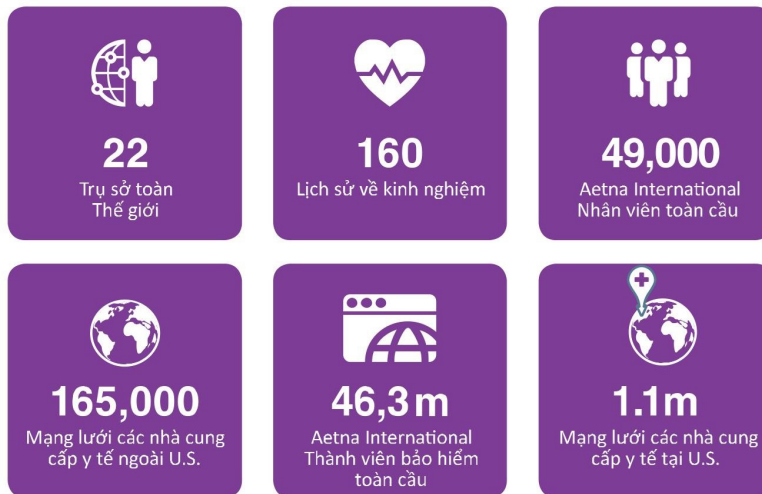 22
Trụ sở toàn
Thế giới
160
Lịch sử về kinh nghiệm
49,000
Aetna International
Nhân viên toàn cầu
165,000
Mạng lưới các nhà cung
cấp y tế ngoài U.S.
46,3 m
Aetna International
Thành viên bảo hiểm
toàn cầu
1.1m
Mạng lưới các nhà cung
cấp y tế tại U.S.